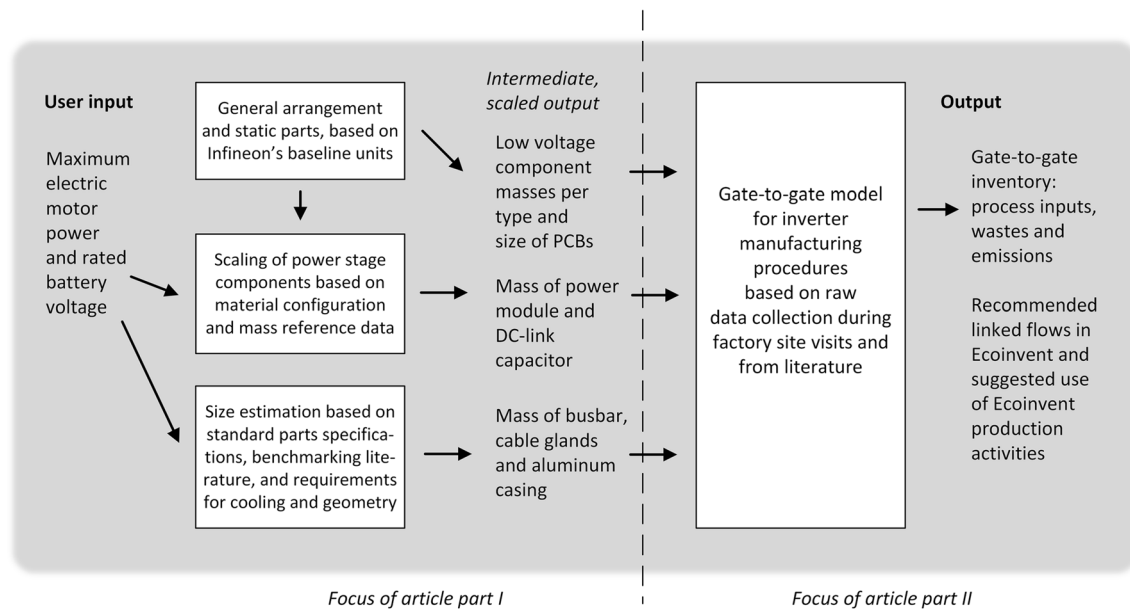 User input
Maximum
electric
motor
power
and rated
battery
voltage
General arrangement
and static parts, based on
Infineon’s baseline units
Scaling of power stage
components based on
material configuration
and mass reference data
Size estimation based on
standard parts specifica-
tions, benchmarking lite-
rature, and requirements
for cooling and geometry
Intermediate,
scaled output
Low voltage
component
masses per
type and
size of PCBs
Mass of power
module and
DC-link
capacitor
Mass of busbar,
cable glands
and aluminum
casing
Gate-to-gate model
for inverter
manufacturing
procedures
based on raw
data collection during
factory site visits and
from literature
Output
Gate-to-gate
inventory:
process inputs,
wastes and
emissions
Recommended
linked flows in
Ecoinvent and
suggested use
of Ecoinvent
production
activities
Focus of article part I
Focus of article part II